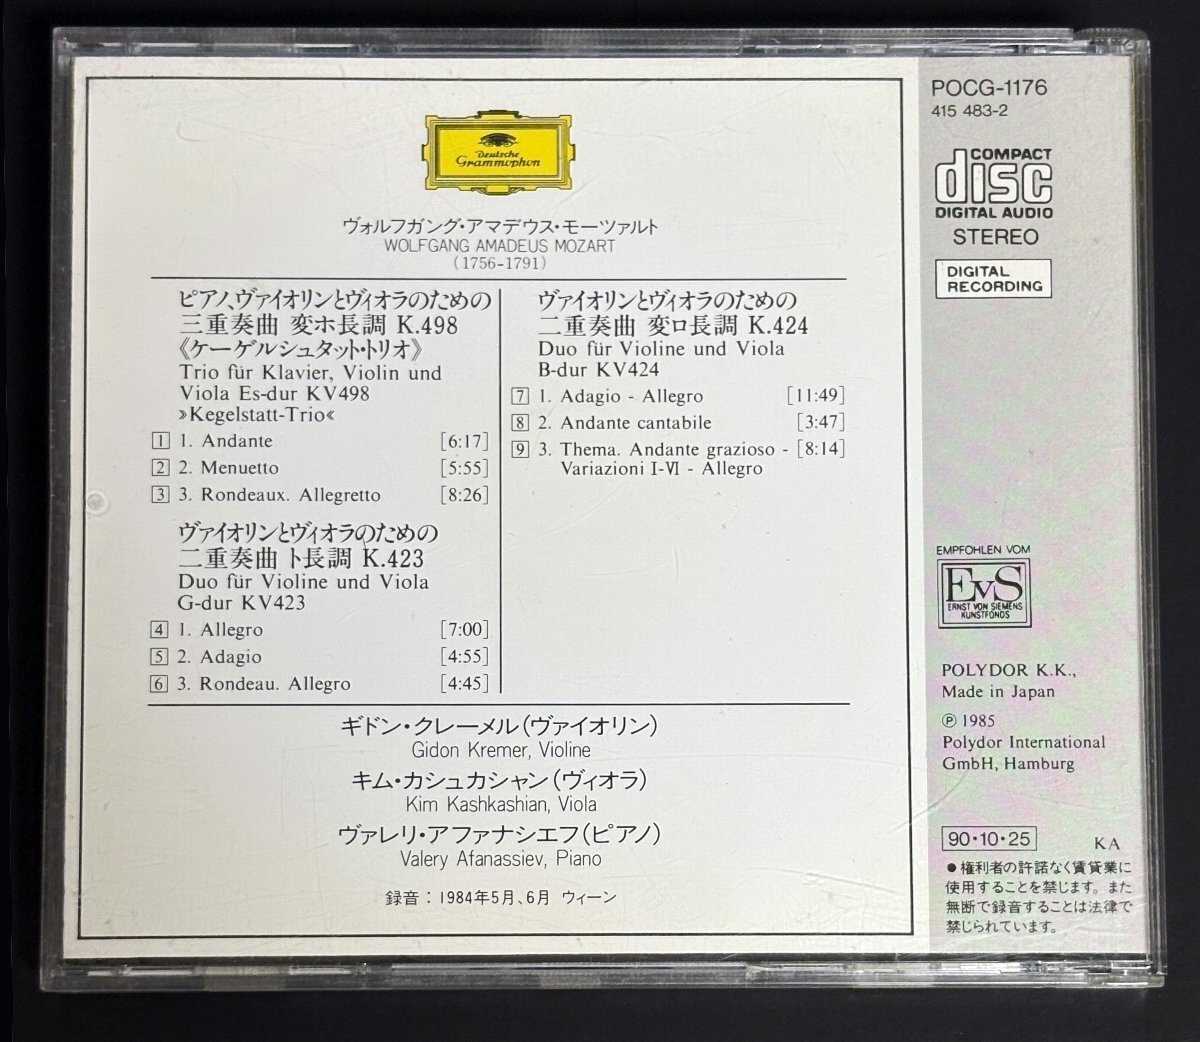 Deutsche
Grammophon
ヴォルフガング・アマデウス・モーツァルト
WOLFGANG AMADEUS MOZART
(1756-1791)
ピアノ、ヴァイオリンとヴィオラのための
三重奏曲 変ホ長調 K.498
《ケーゲルシュタット・トリオ》
Trio für Klavier, Violin und
Viola Es-dur KV498
»Kegelstatt-Trio«
1 1. Andante [6:17]
2 2. Menuetto [5:55]
3 3. Rondeaux. Allegretto [8:26]
ヴァイオリンとヴィオラのための
二重奏曲 ト長調 K.423
Duo für Violine und Viola
G-dur KV423
4 1. Allegro [7:00]
5 2. Adagio [4:55]
6 3. Rondeau. Allegro [4:45]
ヴァイオリンとヴィオラのための
二重奏曲 変ロ長調 K.424
Duo für Violine und Viola
B-dur KV424
7 1. Adagio - Allegro [11:49]
8 2. Andante cantabile [3:47]
9 3. Thema. Andante grazioso - [8:14]
Variazioni I-VI - Allegro
ギドン・クレーメル(ヴァイオリン)
Gidon Kremer, Violine
キム・カシュカシャン(ヴィオラ)
Kim Kashkashian, Viola
ヴァレリ・アファナシエフ(ピアノ)
Valery Afanassiev, Piano
録音:1984年5月、6月 ウィーン
POCG-1176
415 483-2
COMPACT
disc
DIGITAL AUDIO
STEREO
DIGITAL
RECORDING
EMPFOHLEN VOM
EvS
ERNST VON SIEMENS
KUNSTFONDS
POLYDOR K.K.,
Made in Japan
℗ 1985
Polydor International
GmbH, Hamburg
90・10・25
KA
●権利者の許諾なく賃貸業に
使用することを禁じます。また
無断で録音することは法律で
禁じられています。